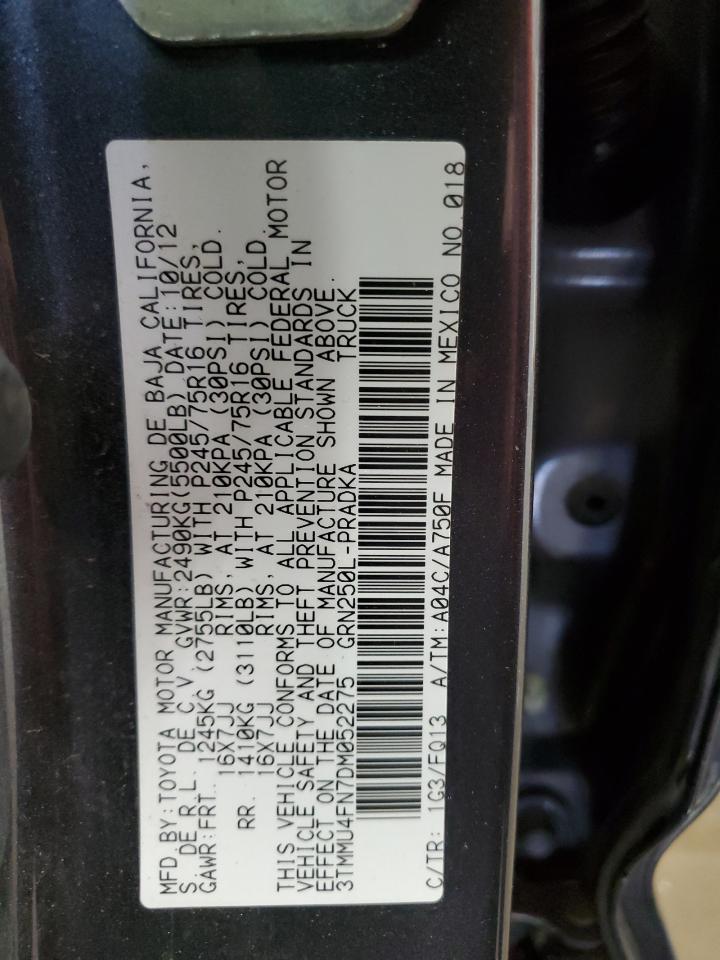 MFD.BY:TOYOTA MOTOR MANUFACTURING DE BAJA CALIFORNIA,
S. DE R.L. DE C.V. GVWR:2490KG(5500LB) DATE:10/12
GAWR:FRT. 1245KG (2755LB) WITH P245/75R16 TIRES,
16X7JJ RIMS, AT 210KPA (30PSI) COLD.
RR. 1410KG (3110LB) WITH P245/75R16 TIRES,
16X7JJ RIMS, AT 210KPA (30PSI) COLD.
THIS VEHICLE CONFORMS TO ALL APPLICABLE FEDERAL MOTOR
VEHICLE SAFETY AND THEFT PREVENTION STANDARDS IN
EFFECT ON THE DATE OF MANUFACTURE SHOWN ABOVE.
3TMMU4FN7DM052275 GRN250L-PRADKA TRUCK
C/TR: 1G3/FQ13 A/TM:A04C/A750F MADE IN MEXICO NO.018